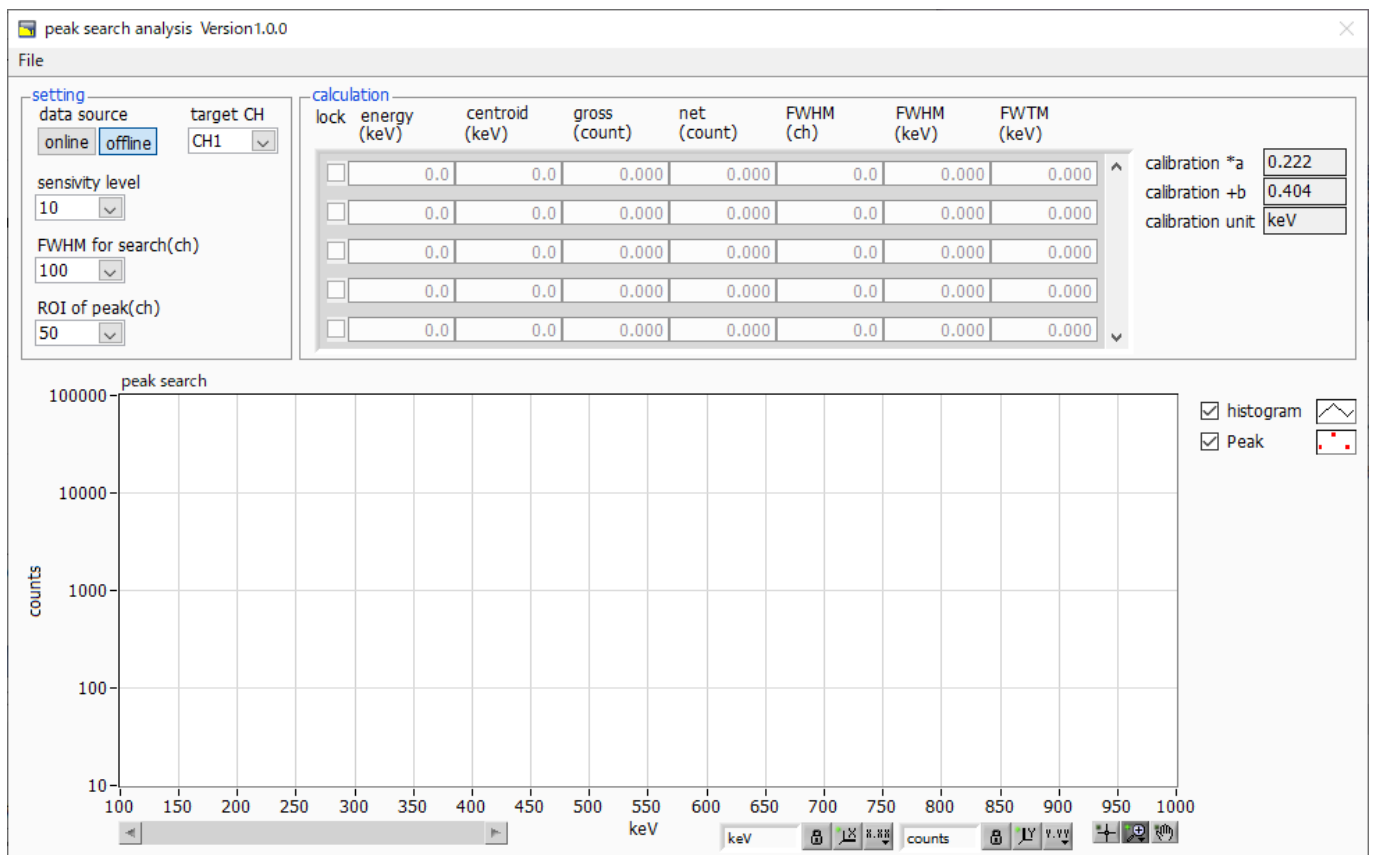 peak search analysis Version1.0.0
File
setting
data source target CH
online offline CH1
sensivity level
10
FWHM for search(ch)
100
ROI of peak(ch)
50
calculation
lock energy (keV) centroid (keV) gross (count) net (count) FWHM (ch) FWHM (keV) FWTM (keV)
0.0 0.0 0.000 0.000 0.0 0.000 0.000
0.0 0.0 0.000 0.000 0.0 0.000 0.000
0.0 0.0 0.000 0.000 0.0 0.000 0.000
0.0 0.0 0.000 0.000 0.0 0.000 0.000
0.0 0.0 0.000 0.000 0.0 0.000 0.000
calibration *a 0.222
calibration +b 0.404
calibration unit keV
peak search
100000
10000
1000
100
10
counts
100 150 200 250 300 350 400 450 500 550 600 650 700 750 800 850 900 950 1000
keV
keV X X.XX counts Y Y.YY
histogram
Peak